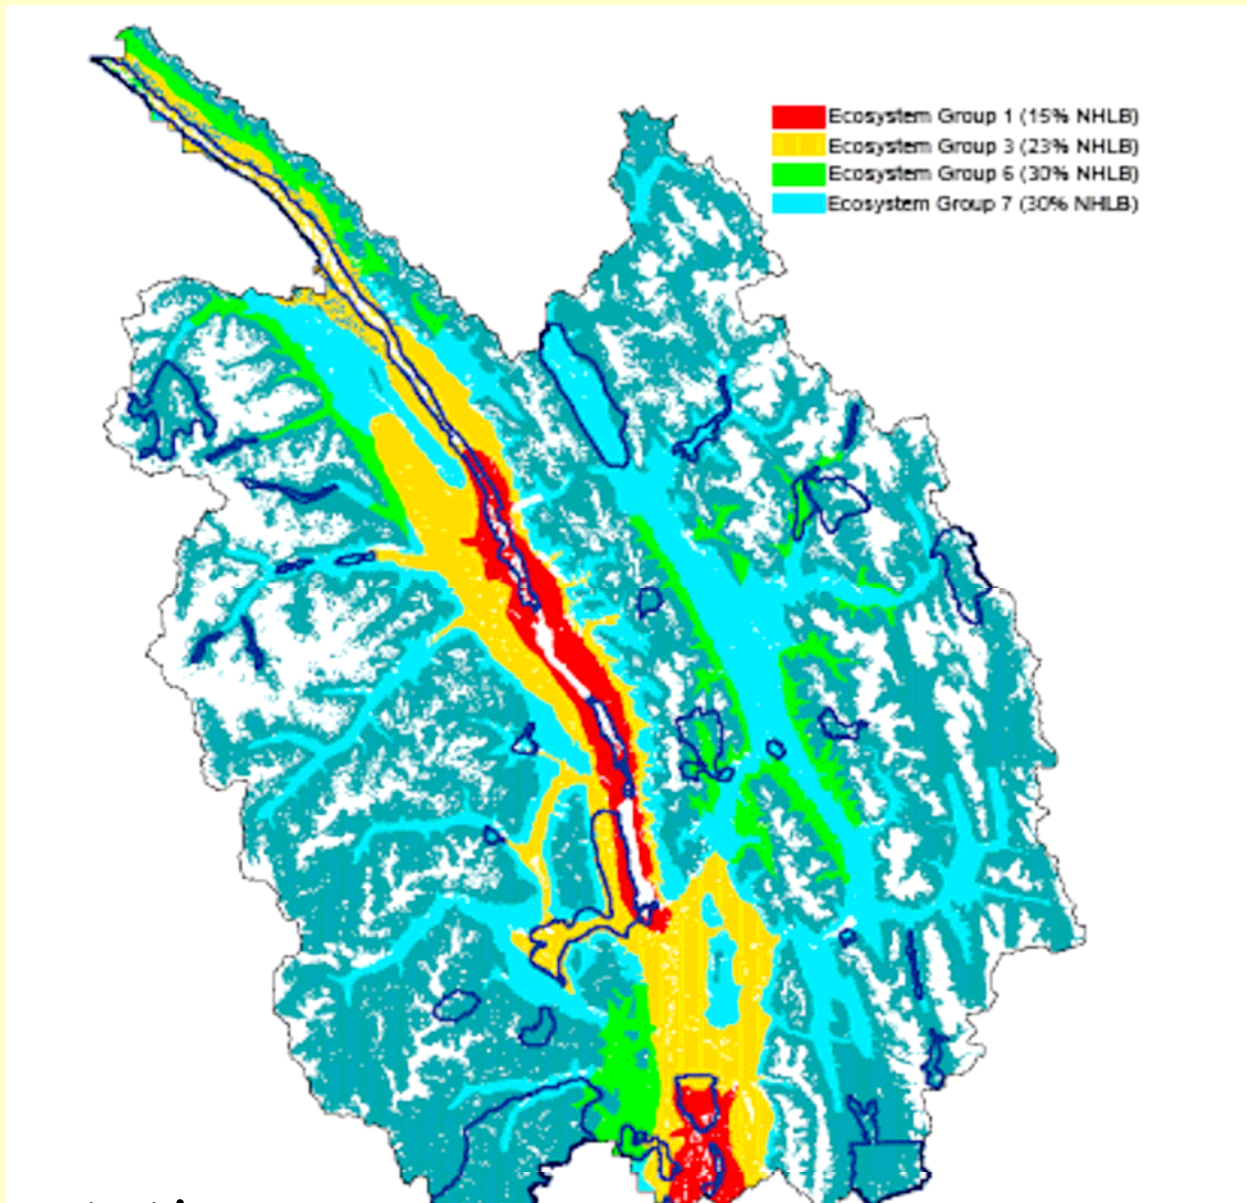 Ecosystem Group 1 (15% NHLB)
Ecosystem Group 3 (23% NHLB)
Ecosystem Group 6 (30% NHLB)
Ecosystem Group 7 (30% NHLB)